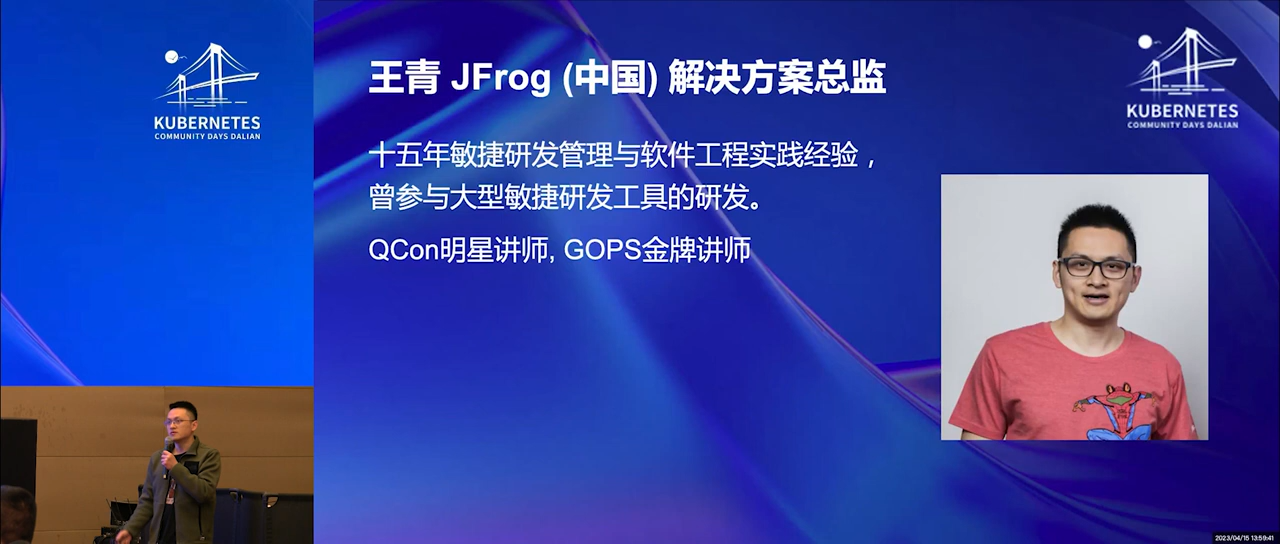 KUBERNETES
COMMUNITY DAYS DALIAN
王青 JFrog (中国) 解决方案总监
KUBERNETES
COMMUNITY DAYS DALIAN
十五年敏捷研发管理与软件工程实践经验，
曾参与大型敏捷研发工具的研发。
QCon明星讲师, GOPS金牌讲师
2023/04/15 13:59:41